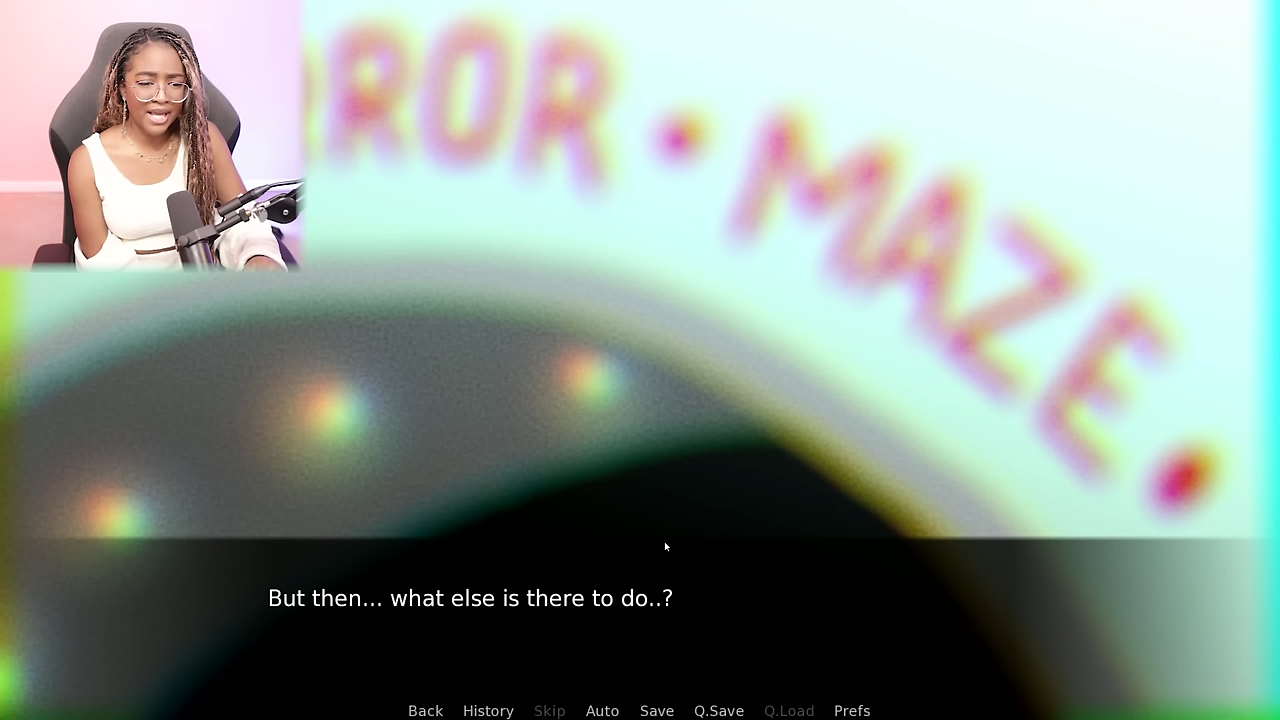 ROR • MAZE •
But then... what else is there to do..?
Back History Skip Auto Save Q.Save Q.Load Prefs